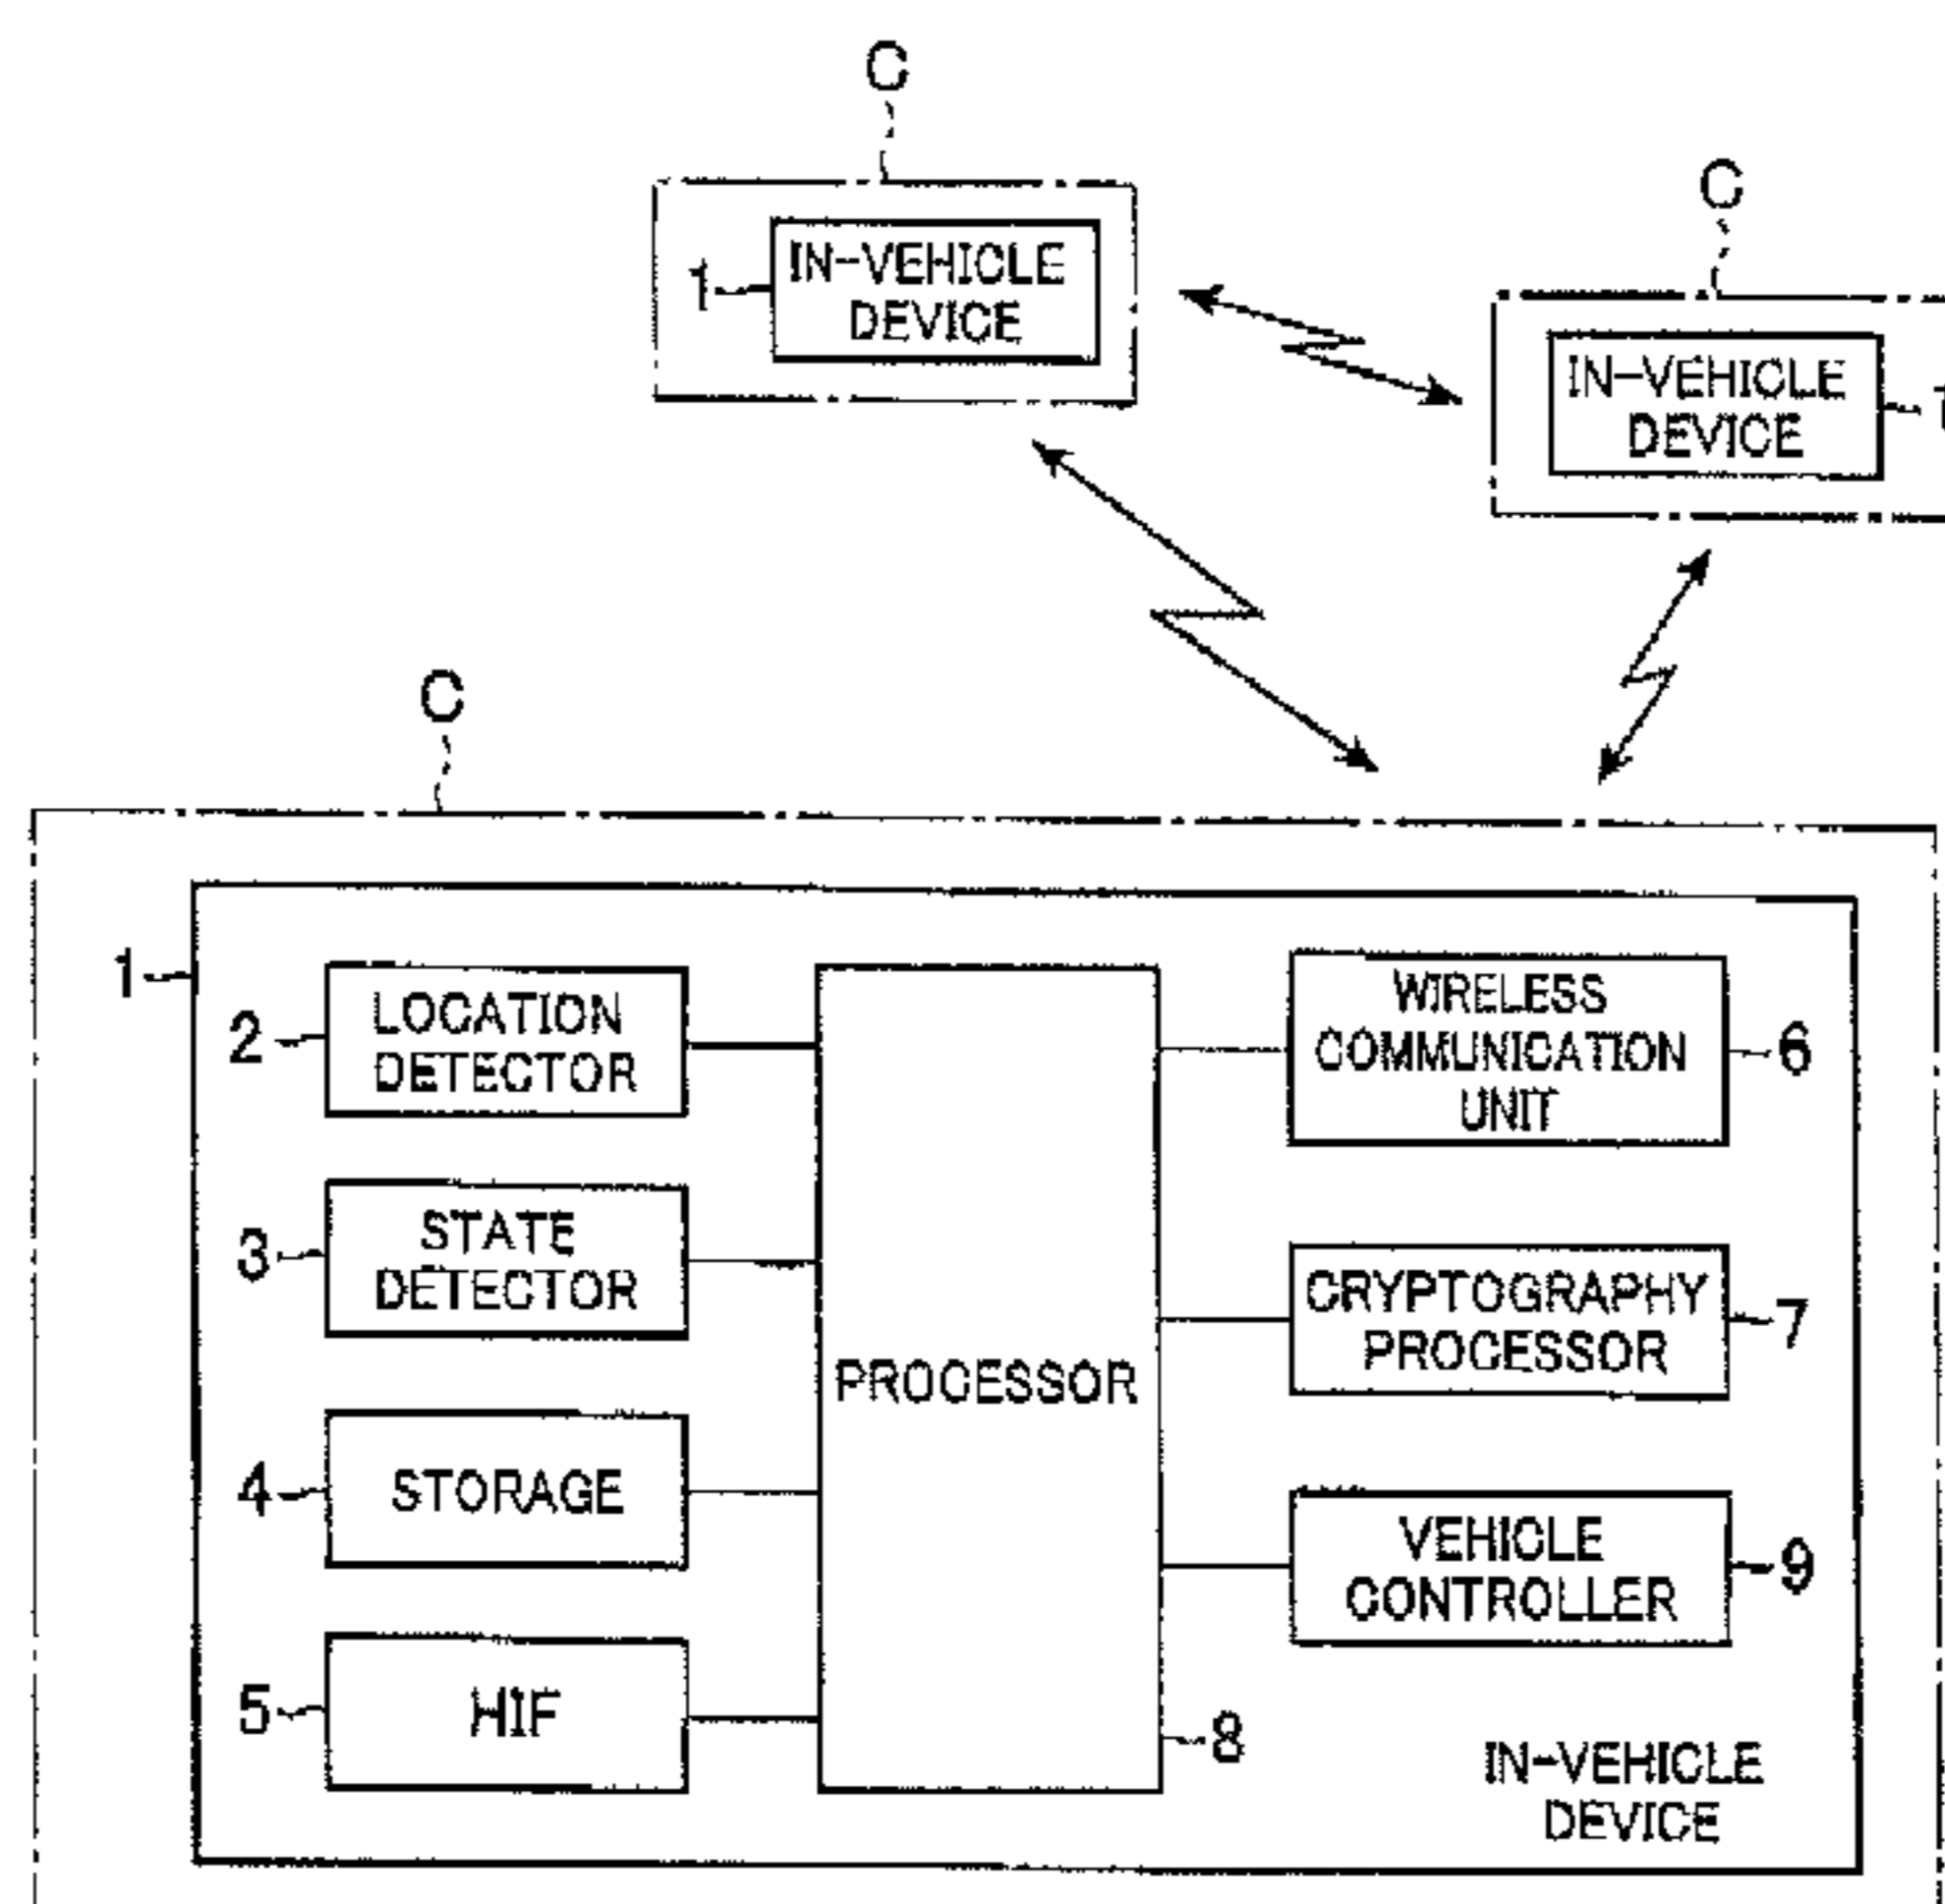 C
C
1
IN-VEHICLE
DEVICE
IN-VEHICLE
DEVICE
C
1
2
LOCATION
DETECTOR
WIRELESS
COMMUNICATION
UNIT
6
3
STATE
DETECTOR
CRYPTOGRAPHY
PROCESSOR
7
PROCESSOR
4
STORAGE
VEHICLE
CONTROLLER
9
5
HIF
8
IN-VEHICLE
DEVICE